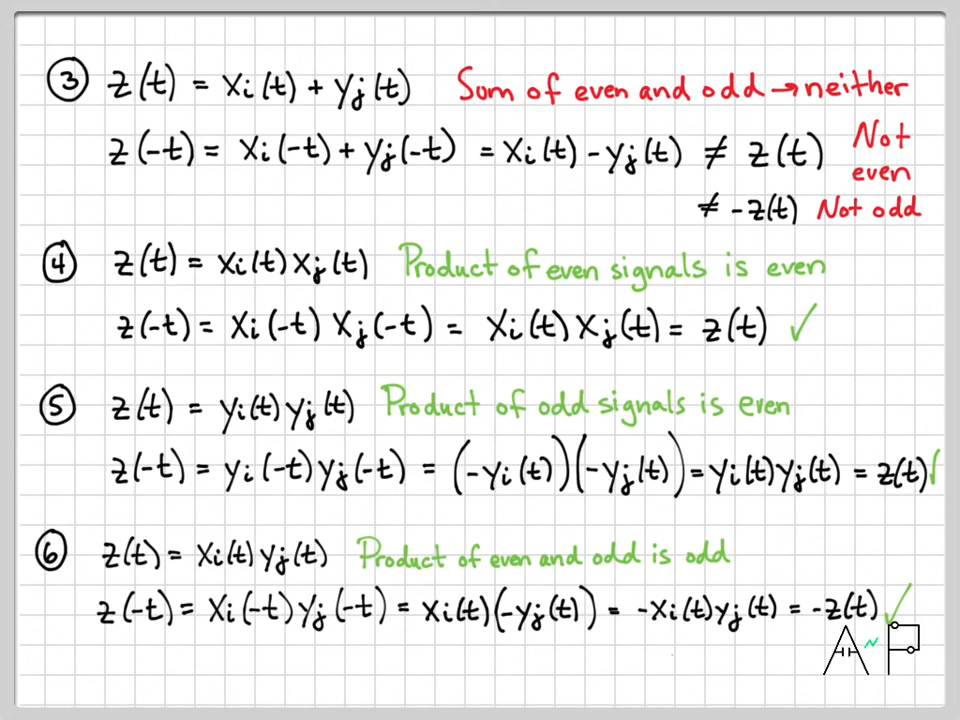 ③ z(t) = xi(t) + yj(t) Sum of even and odd → neither
z(-t) = xi(-t) + yj(-t) = xi(t) - yj(t) ≠ z(t) Not even
≠ -z(t) Not odd
④ z(t) = xi(t) xj(t) Product of even signals is even
z(-t) = xi(-t) xj(-t) = xi(t) xj(t) = z(t) ✓
⑤ z(t) = yi(t) yj(t) Product of odd signals is even
z(-t) = yi(-t) yj(-t) = (-yi(t))(-yj(t)) = yi(t) yj(t) = z(t) ✓
⑥ z(t) = xi(t) yj(t) Product of even and odd is odd
z(-t) = xi(-t) yj(-t) = xi(t)(-yj(t)) = -xi(t) yj(t) = -z(t) ✓
A~P